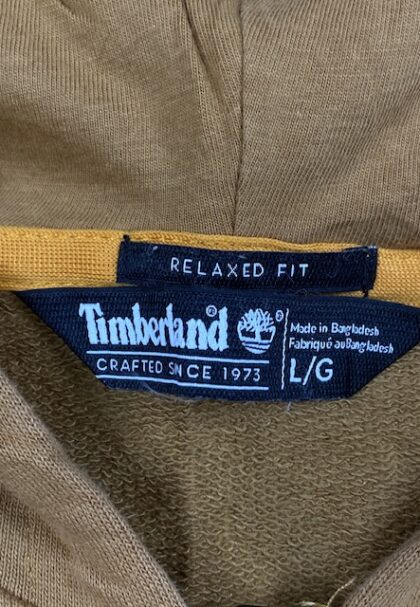 RELAXED FIT
Timberland ® ®
CRAFTED SINCE 1973
Made in Bangladesh
Fabriqué au Bangladesh
L/G